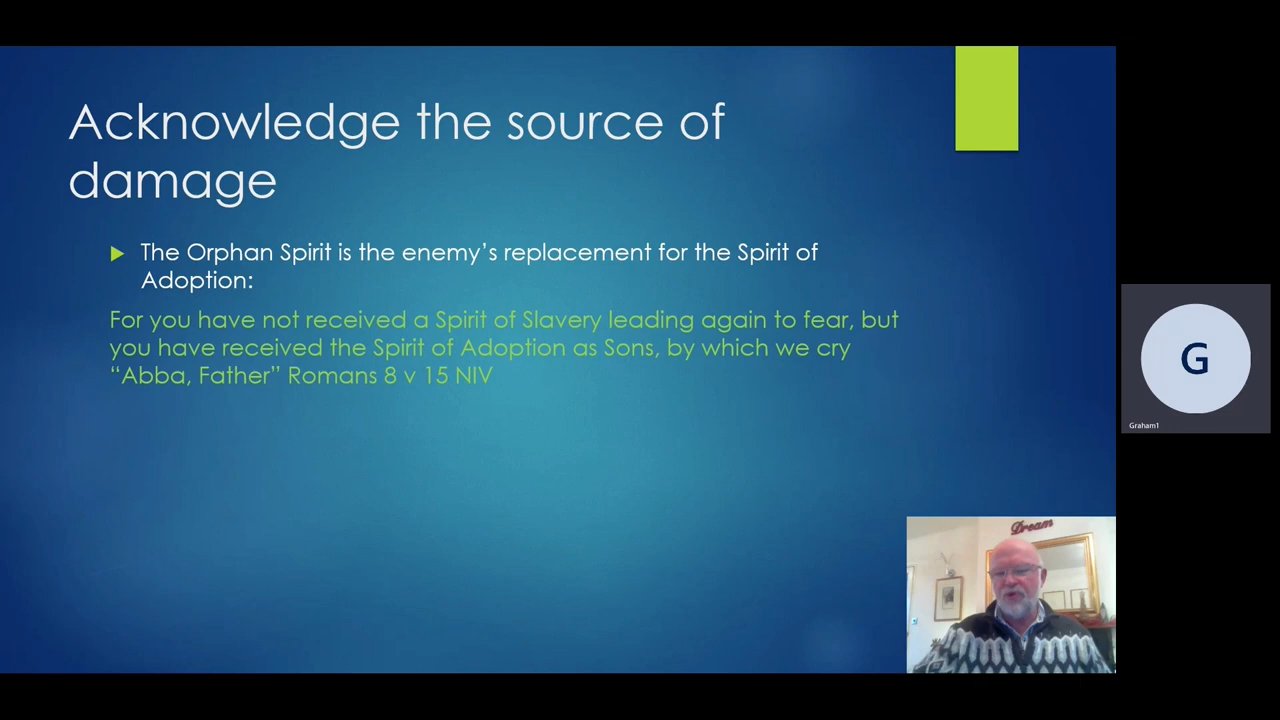 Acknowledge the source of
damage
The Orphan Spirit is the enemy’s replacement for the Spirit of
Adoption:
For you have not received a Spirit of Slavery leading again to fear, but
you have received the Spirit of Adoption as Sons, by which we cry
“Abba, Father” Romans 8 v 15 NIV
G
Graham1
Dream